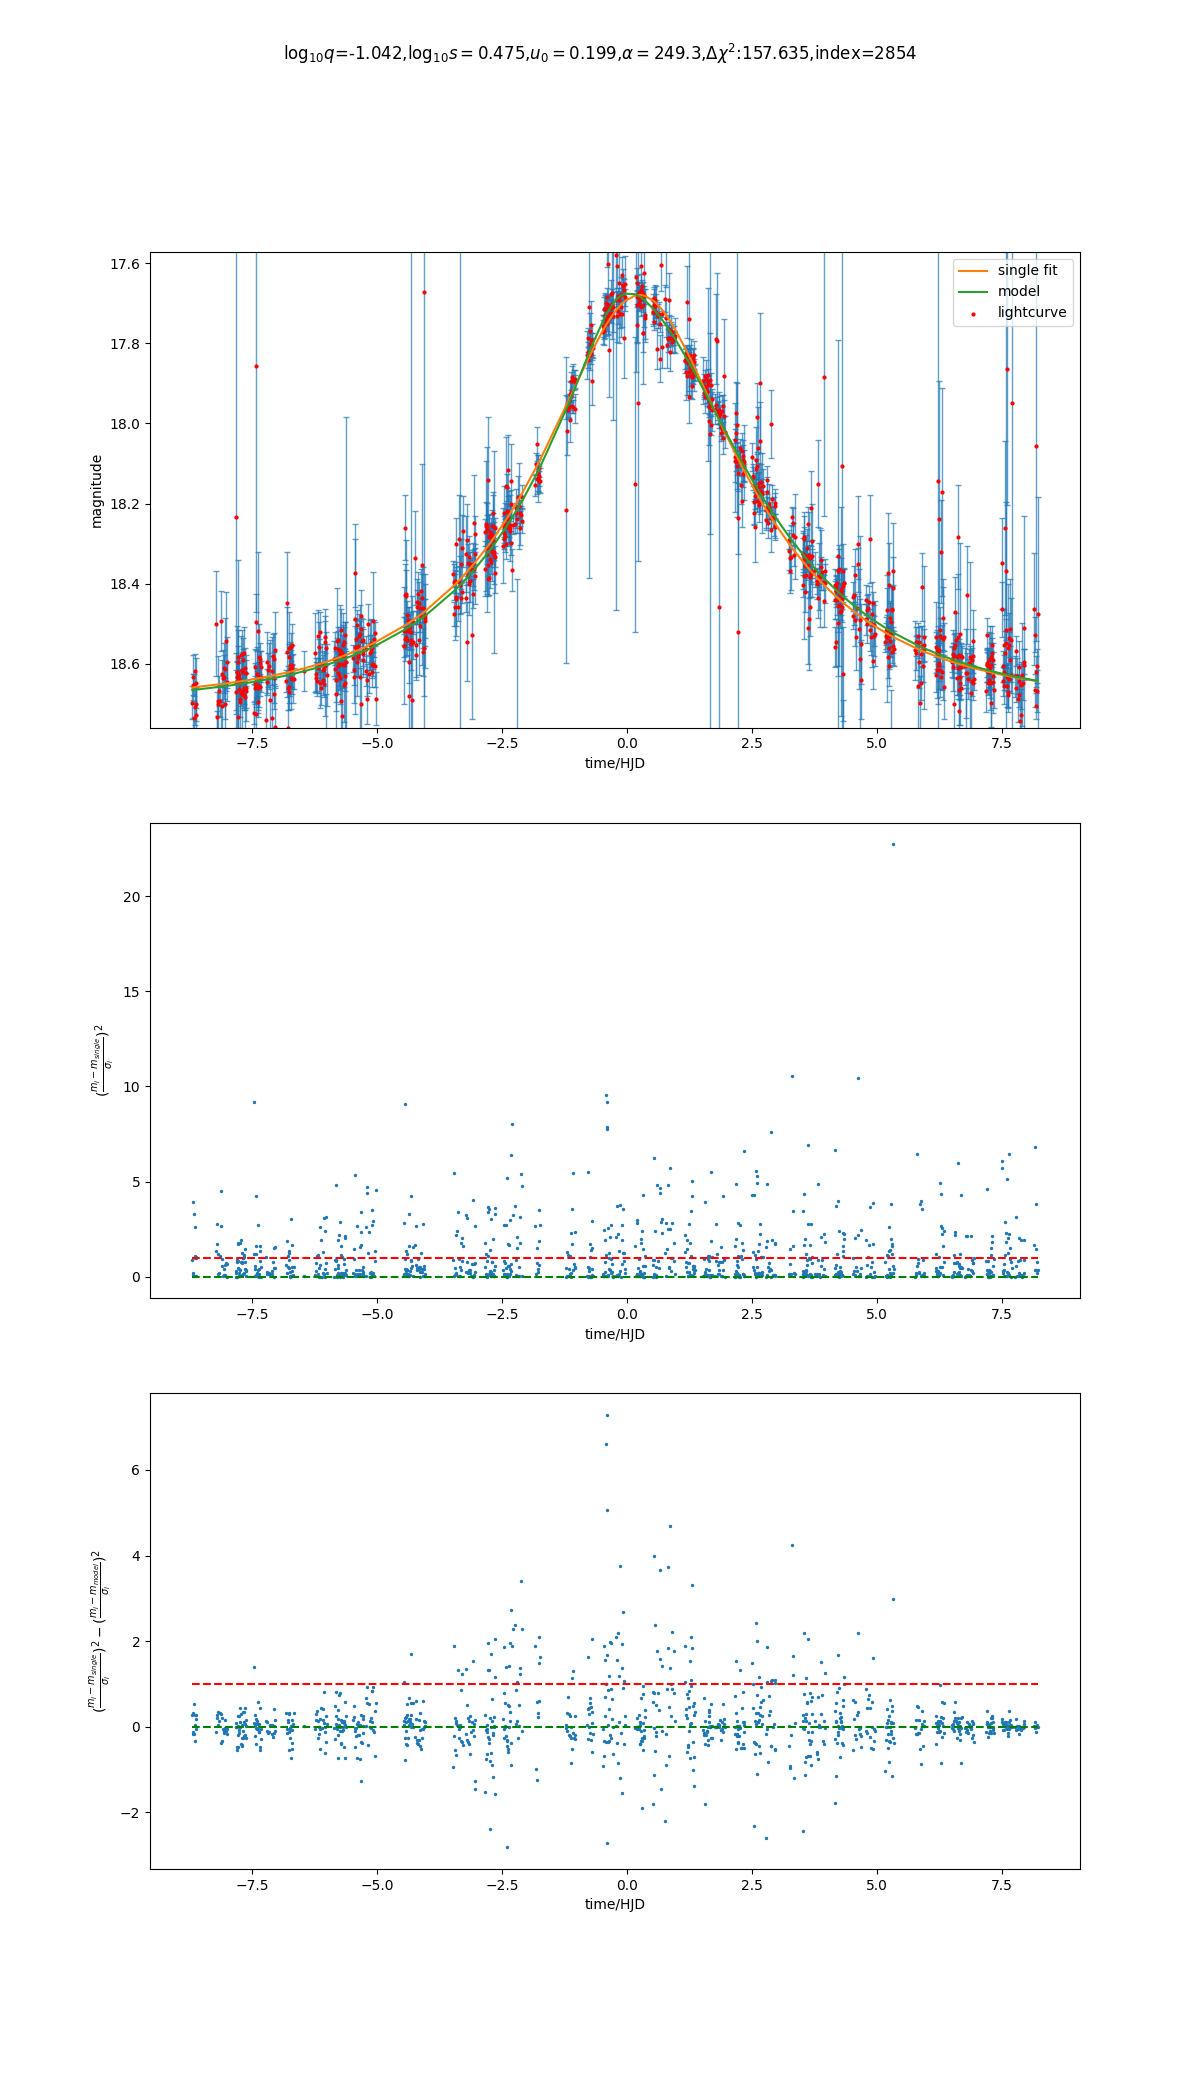 log₁₀q=-1.042,log₁₀s = 0.475,u₀ = 0.199,α = 249.3,Δχ²:157.635,index=2854
single fit
model
lightcurve
magnitude
17.6
17.8
18.0
18.2
18.4
18.6
−7.5 −5.0 −2.5 0.0 2.5 5.0 7.5
time/HJD
(mᵢ − m_single / σᵢ)²
20
15
10
5
0
−7.5 −5.0 −2.5 0.0 2.5 5.0 7.5
time/HJD
(mᵢ − m_single / σᵢ)² − (mᵢ − m_model / σᵢ)²
6
4
2
0
−2
−7.5 −5.0 −2.5 0.0 2.5 5.0 7.5
time/HJD